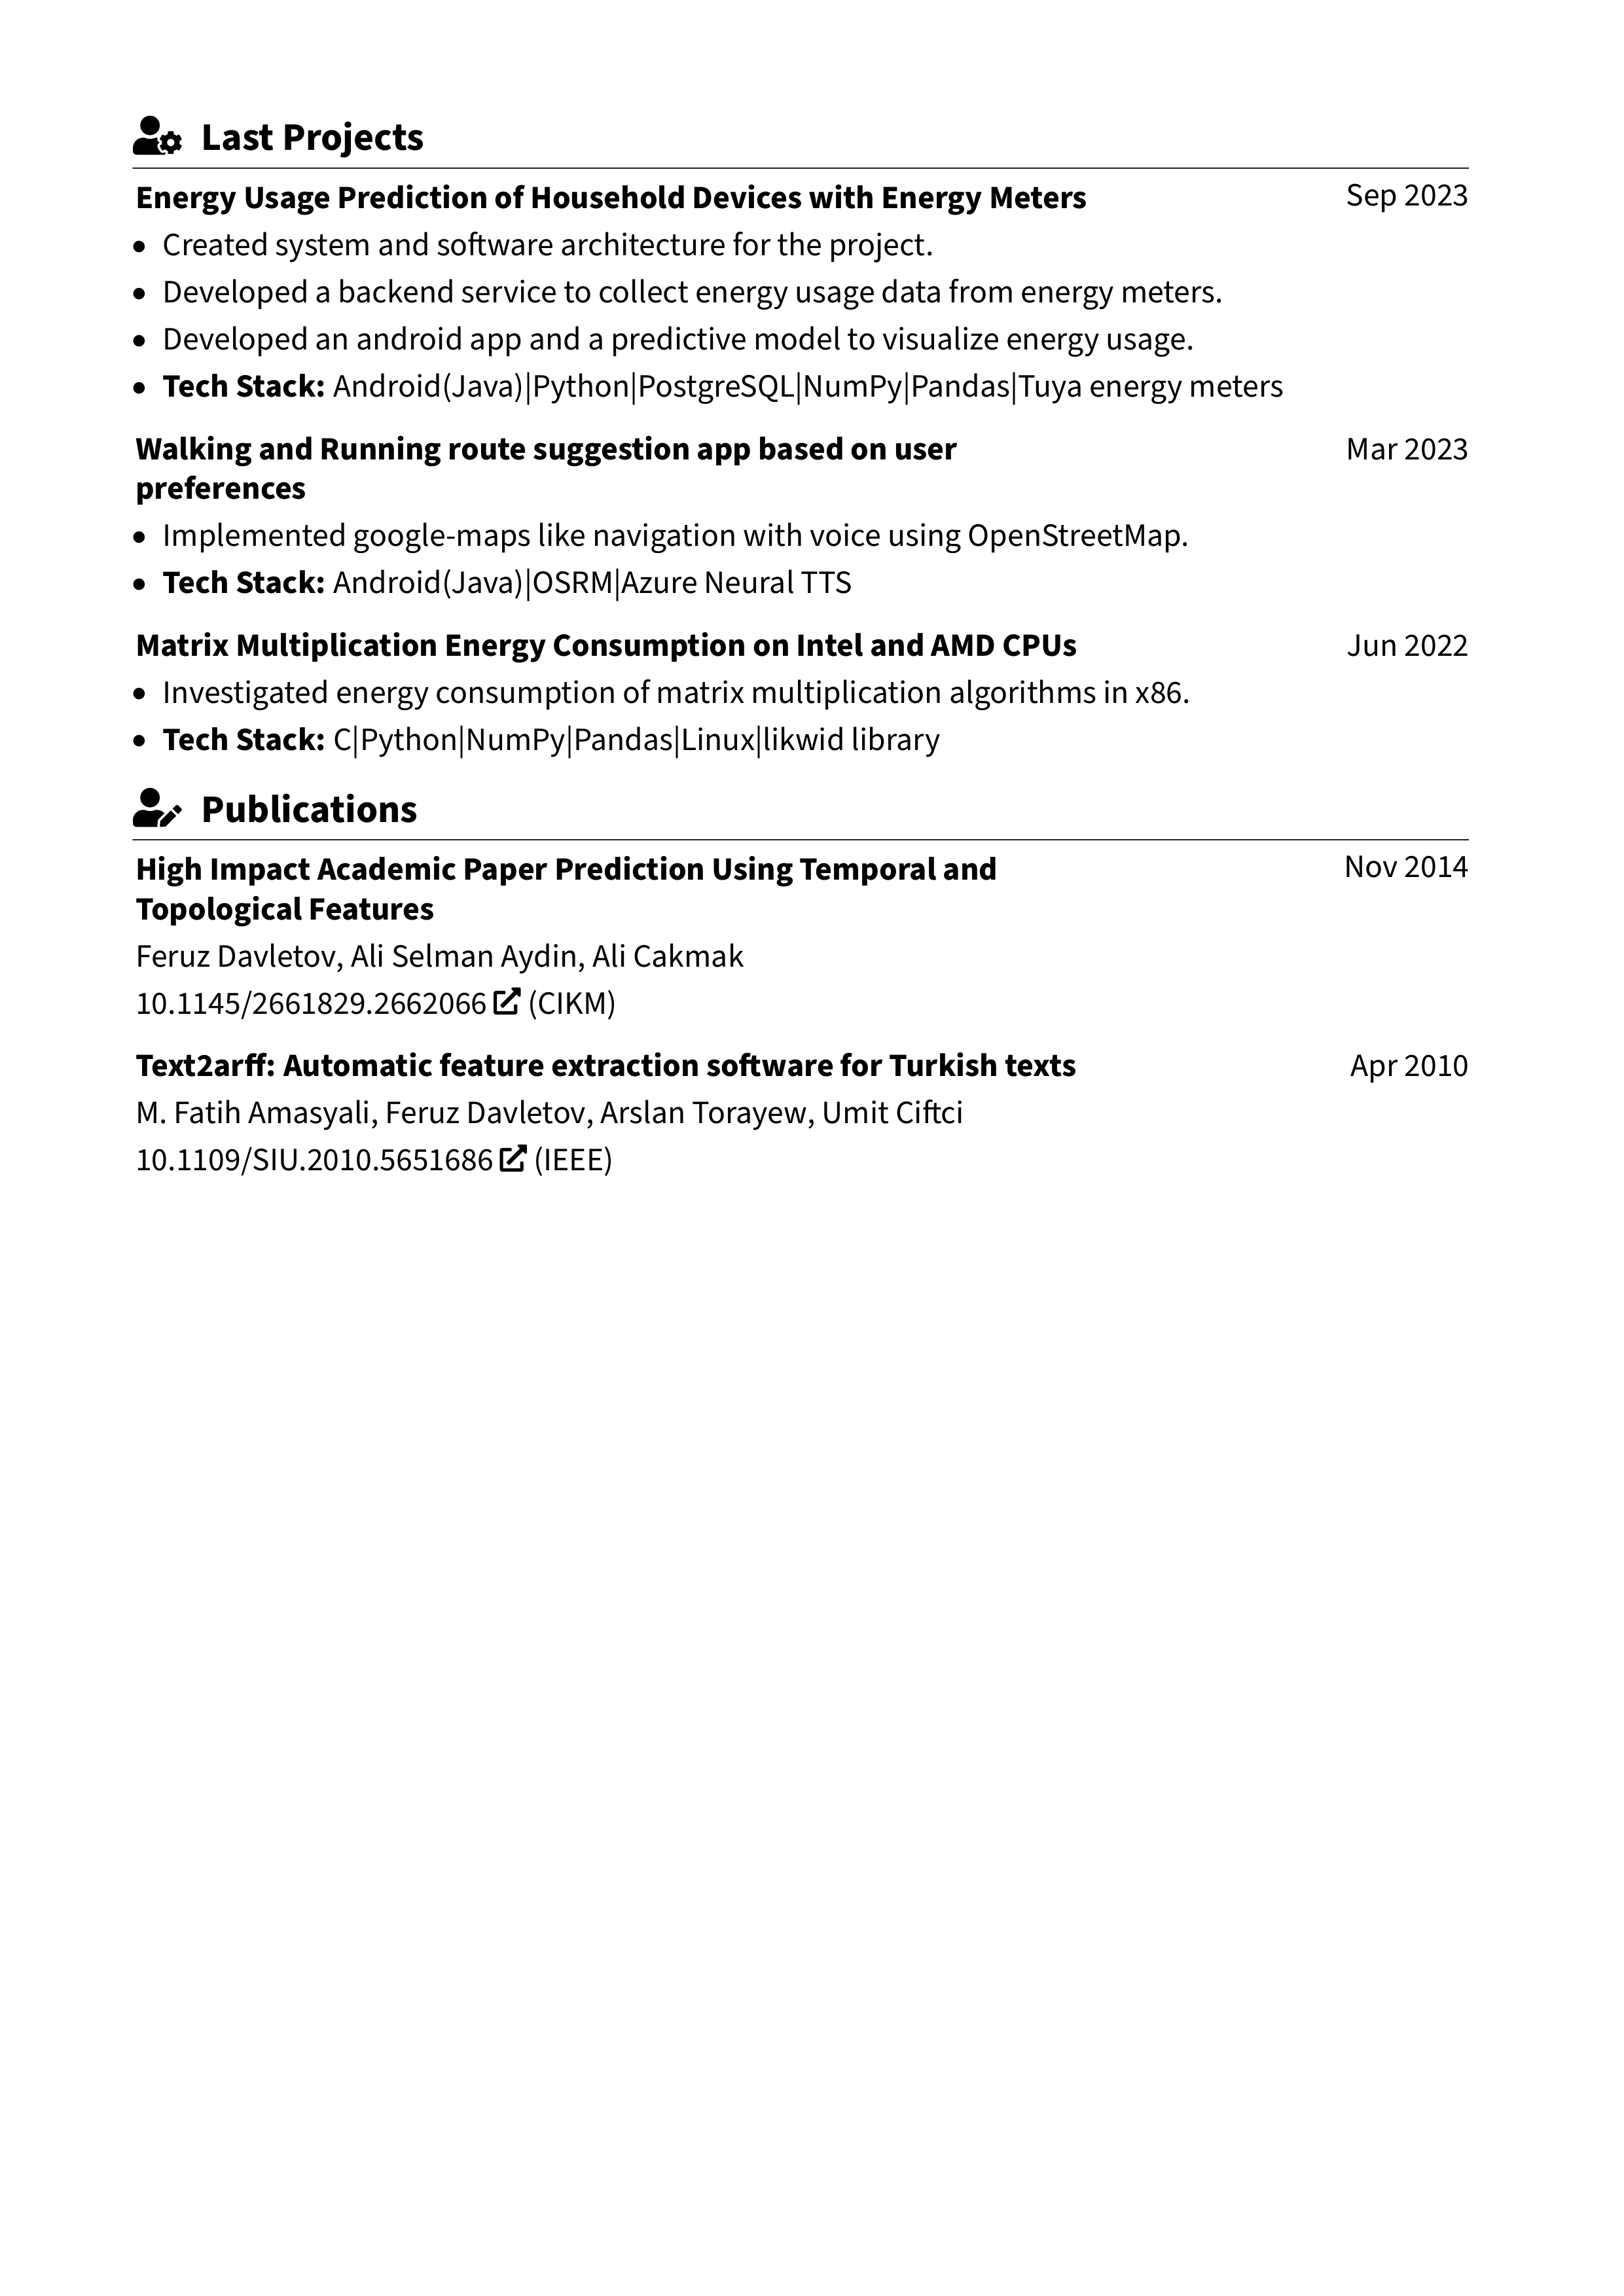 Last Projects
Energy Usage Prediction of Household Devices with Energy Meters Sep 2023
• Created system and software architecture for the project.
• Developed a backend service to collect energy usage data from energy meters.
• Developed an android app and a predictive model to visualize energy usage.
• Tech Stack: Android(Java)|Python|PostgreSQL|NumPy|Pandas|Tuya energy meters
Walking and Running route suggestion app based on user Mar 2023
preferences
• Implemented google-maps like navigation with voice using OpenStreetMap.
• Tech Stack: Android(Java)|OSRM|Azure Neural TTS
Matrix Multiplication Energy Consumption on Intel and AMD CPUs Jun 2022
• Investigated energy consumption of matrix multiplication algorithms in x86.
• Tech Stack: C|Python|NumPy|Pandas|Linux|likwid library
Publications
High Impact Academic Paper Prediction Using Temporal and Nov 2014
Topological Features
Feruz Davletov, Ali Selman Aydin, Ali Cakmak
10.1145/2661829.2662066 (CIKM)
Text2arff: Automatic feature extraction software for Turkish texts Apr 2010
M. Fatih Amasyali, Feruz Davletov, Arslan Torayew, Umit Ciftci
10.1109/SIU.2010.5651686 (IEEE)